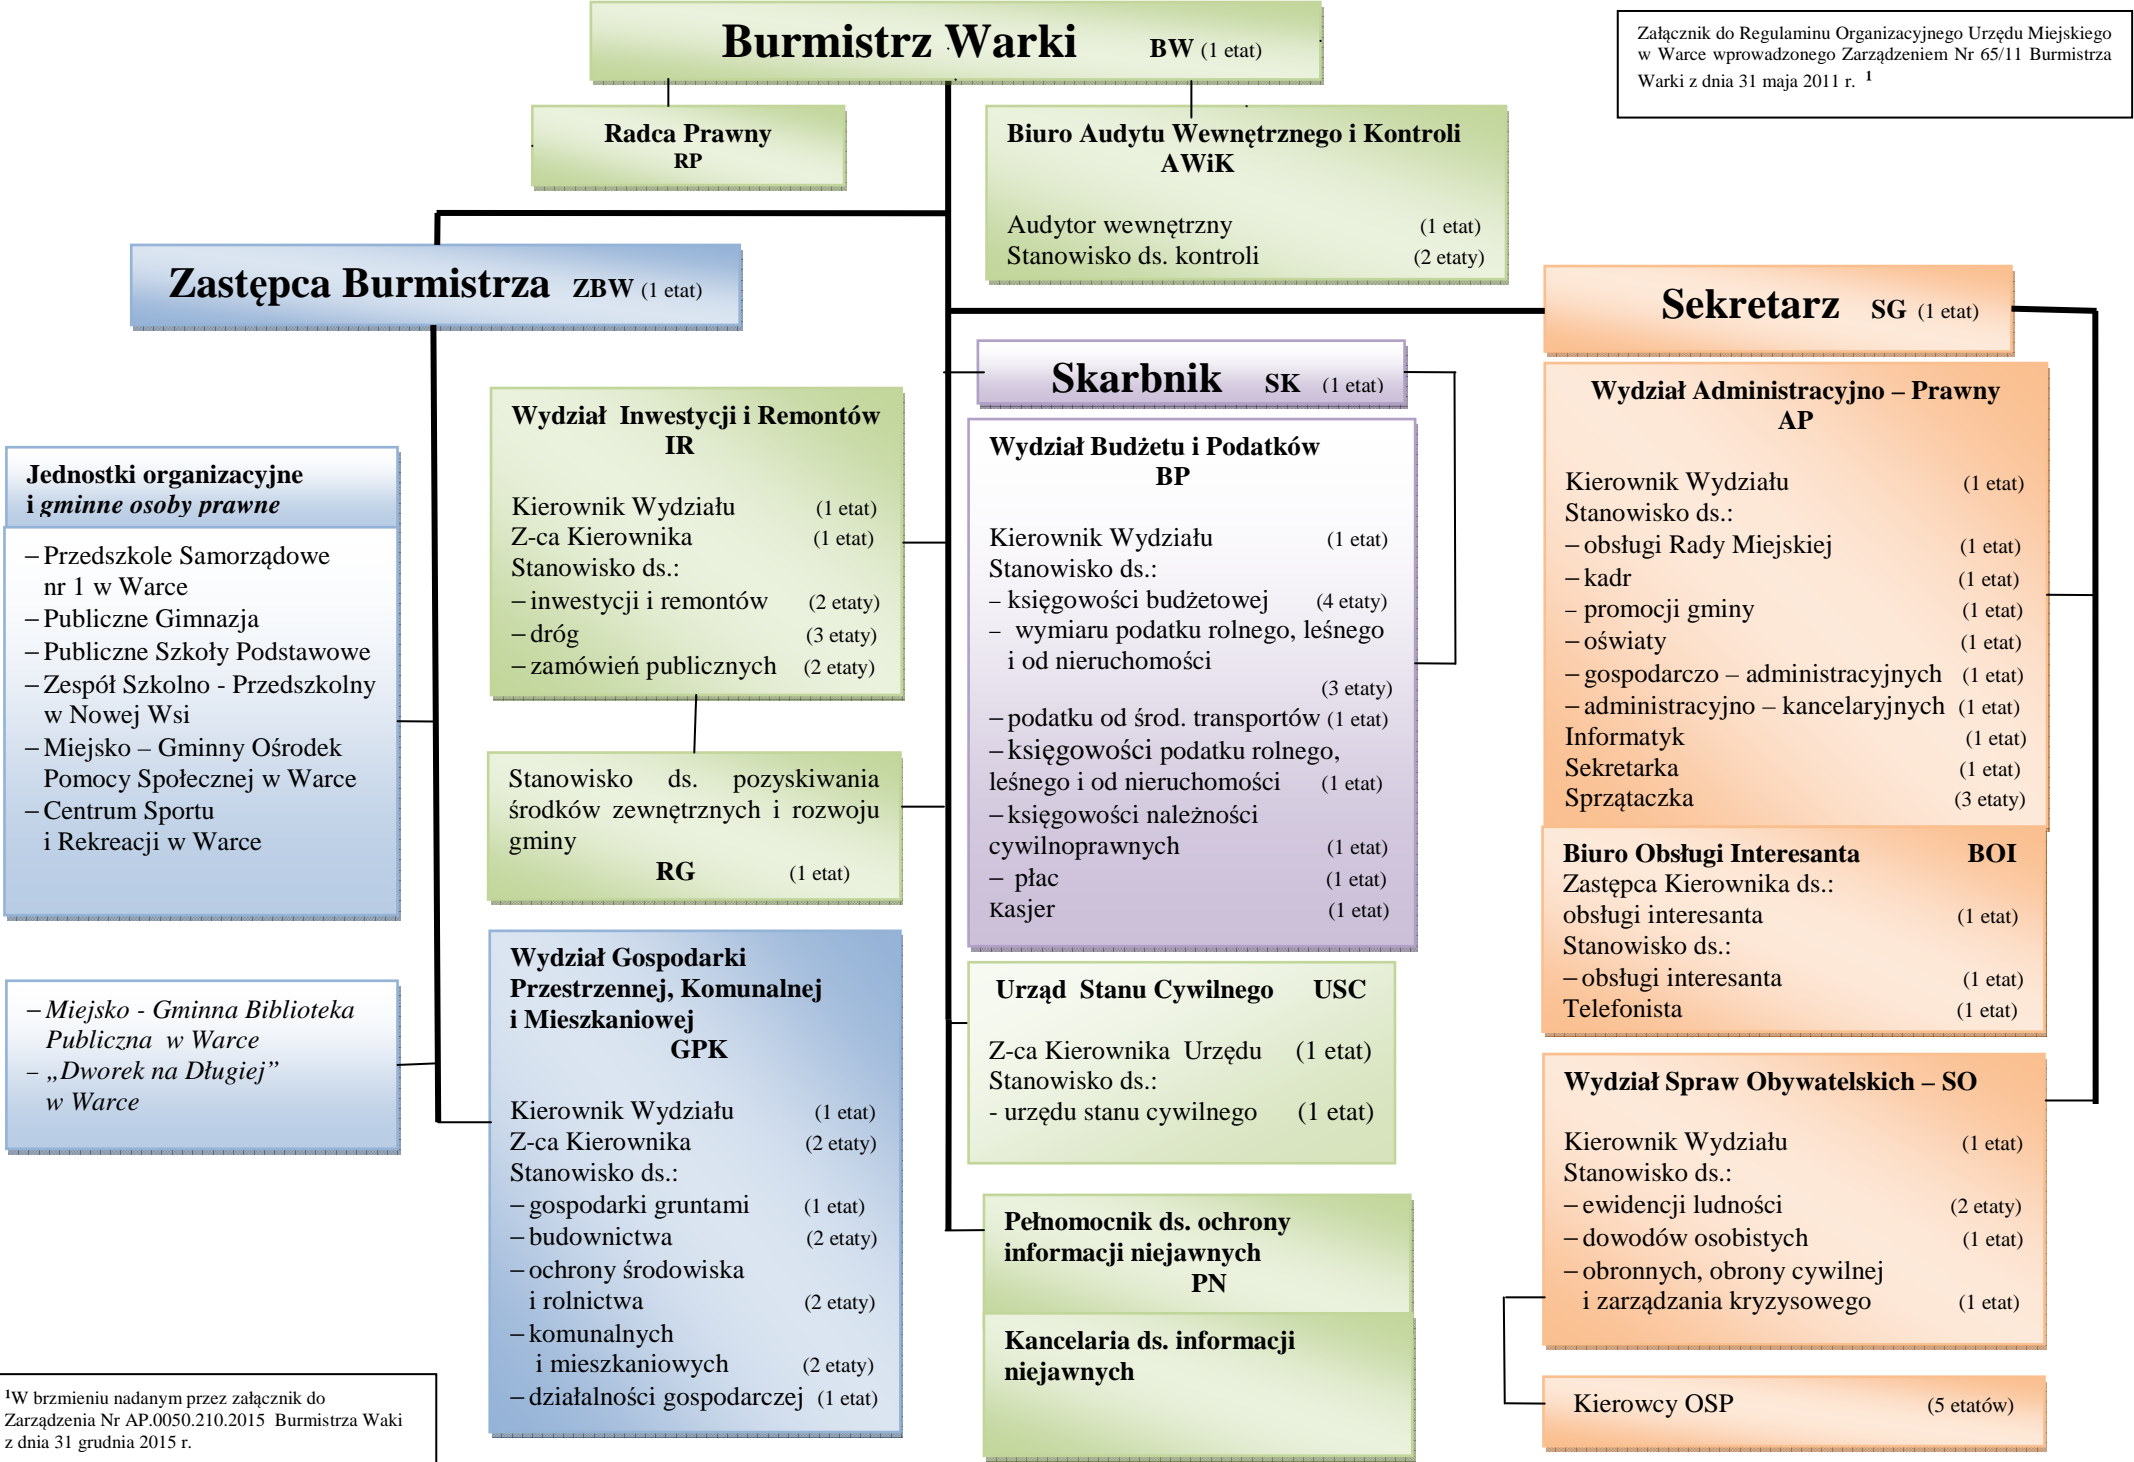 Burmistrz Warki BW (1 etat)
Załącznik do Regulaminu Organizacyjnego Urzędu Miejskiego
w Warce wprowadzonego Zarządzeniem Nr 65/11 Burmistrza
Warki z dnia 31 maja 2011 r. 1
Radca Prawny
RP
Biuro Audytu Wewnętrznego i Kontroli
AWiK
Audytor wewnętrzny (1 etat)
Stanowisko ds. kontroli (2 etaty)
Zastępca Burmistrza ZBW (1 etat)
Sekretarz SG (1 etat)
Skarbnik SK (1 etat)
Jednostki organizacyjne
i gminne osoby prawne
– Przedszkole Samorządowe
nr 1 w Warce
– Publiczne Gimnazja
– Publiczne Szkoły Podstawowe
– Zespół Szkolno - Przedszkolny
w Nowej Wsi
– Miejsko – Gminny Ośrodek
Pomocy Społecznej w Warce
– Centrum Sportu
i Rekreacji w Warce
– Miejsko - Gminna Biblioteka
Publiczna w Warce
– „Dworek na Długiej”
w Warce
Wydział Inwestycji i Remontów
IR
Kierownik Wydziału (1 etat)
Z-ca Kierownika (1 etat)
Stanowisko ds.:
– inwestycji i remontów (2 etaty)
– dróg (3 etaty)
– zamówień publicznych (2 etaty)
Stanowisko ds. pozyskiwania
środków zewnętrznych i rozwoju
gminy
RG (1 etat)
Wydział Gospodarki
Przestrzennej, Komunalnej
i Mieszkaniowej
GPK
Kierownik Wydziału (1 etat)
Z-ca Kierownika (2 etaty)
Stanowisko ds.:
– gospodarki gruntami (1 etat)
– budownictwa (2 etaty)
– ochrony środowiska
i rolnictwa (2 etaty)
– komunalnych
i mieszkaniowych (2 etaty)
– działalności gospodarczej (1 etat)
Wydział Budżetu i Podatków
BP
Kierownik Wydziału (1 etat)
Stanowisko ds.:
– księgowości budżetowej (4 etaty)
– wymiaru podatku rolnego, leśnego
i od nieruchomości
(3 etaty)
– podatku od środ. transportów (1 etat)
– księgowości podatku rolnego,
leśnego i od nieruchomości (1 etat)
– księgowości należności
cywilnoprawnych (1 etat)
– płac (1 etat)
Kasjer (1 etat)
Urząd Stanu Cywilnego USC
Z-ca Kierownika Urzędu (1 etat)
Stanowisko ds.:
- urzędu stanu cywilnego (1 etat)
Pełnomocnik ds. ochrony
informacji niejawnych
PN
Kancelaria ds. informacji
niejawnych
Wydział Administracyjno – Prawny
AP
Kierownik Wydziału (1 etat)
Stanowisko ds.:
– obsługi Rady Miejskiej (1 etat)
– kadr (1 etat)
– promocji gminy (1 etat)
– oświaty (1 etat)
– gospodarczo – administracyjnych (1 etat)
– administracyjno – kancelaryjnych (1 etat)
Informatyk (1 etat)
Sekretarka (1 etat)
Sprzątaczka (3 etaty)
Biuro Obsługi Interesanta BOI
Zastępca Kierownika ds.:
obsługi interesanta (1 etat)
Stanowisko ds.:
– obsługi interesanta (1 etat)
Telefonista (1 etat)
Wydział Spraw Obywatelskich – SO
Kierownik Wydziału (1 etat)
Stanowisko ds.:
– ewidencji ludności (2 etaty)
– dowodów osobistych (1 etat)
– obronnych, obrony cywilnej
i zarządzania kryzysowego (1 etat)
Kierowcy OSP (5 etatów)
1W brzmieniu nadanym przez załącznik do
Zarządzenia Nr AP.0050.210.2015 Burmistrza Waki
z dnia 31 grudnia 2015 r.